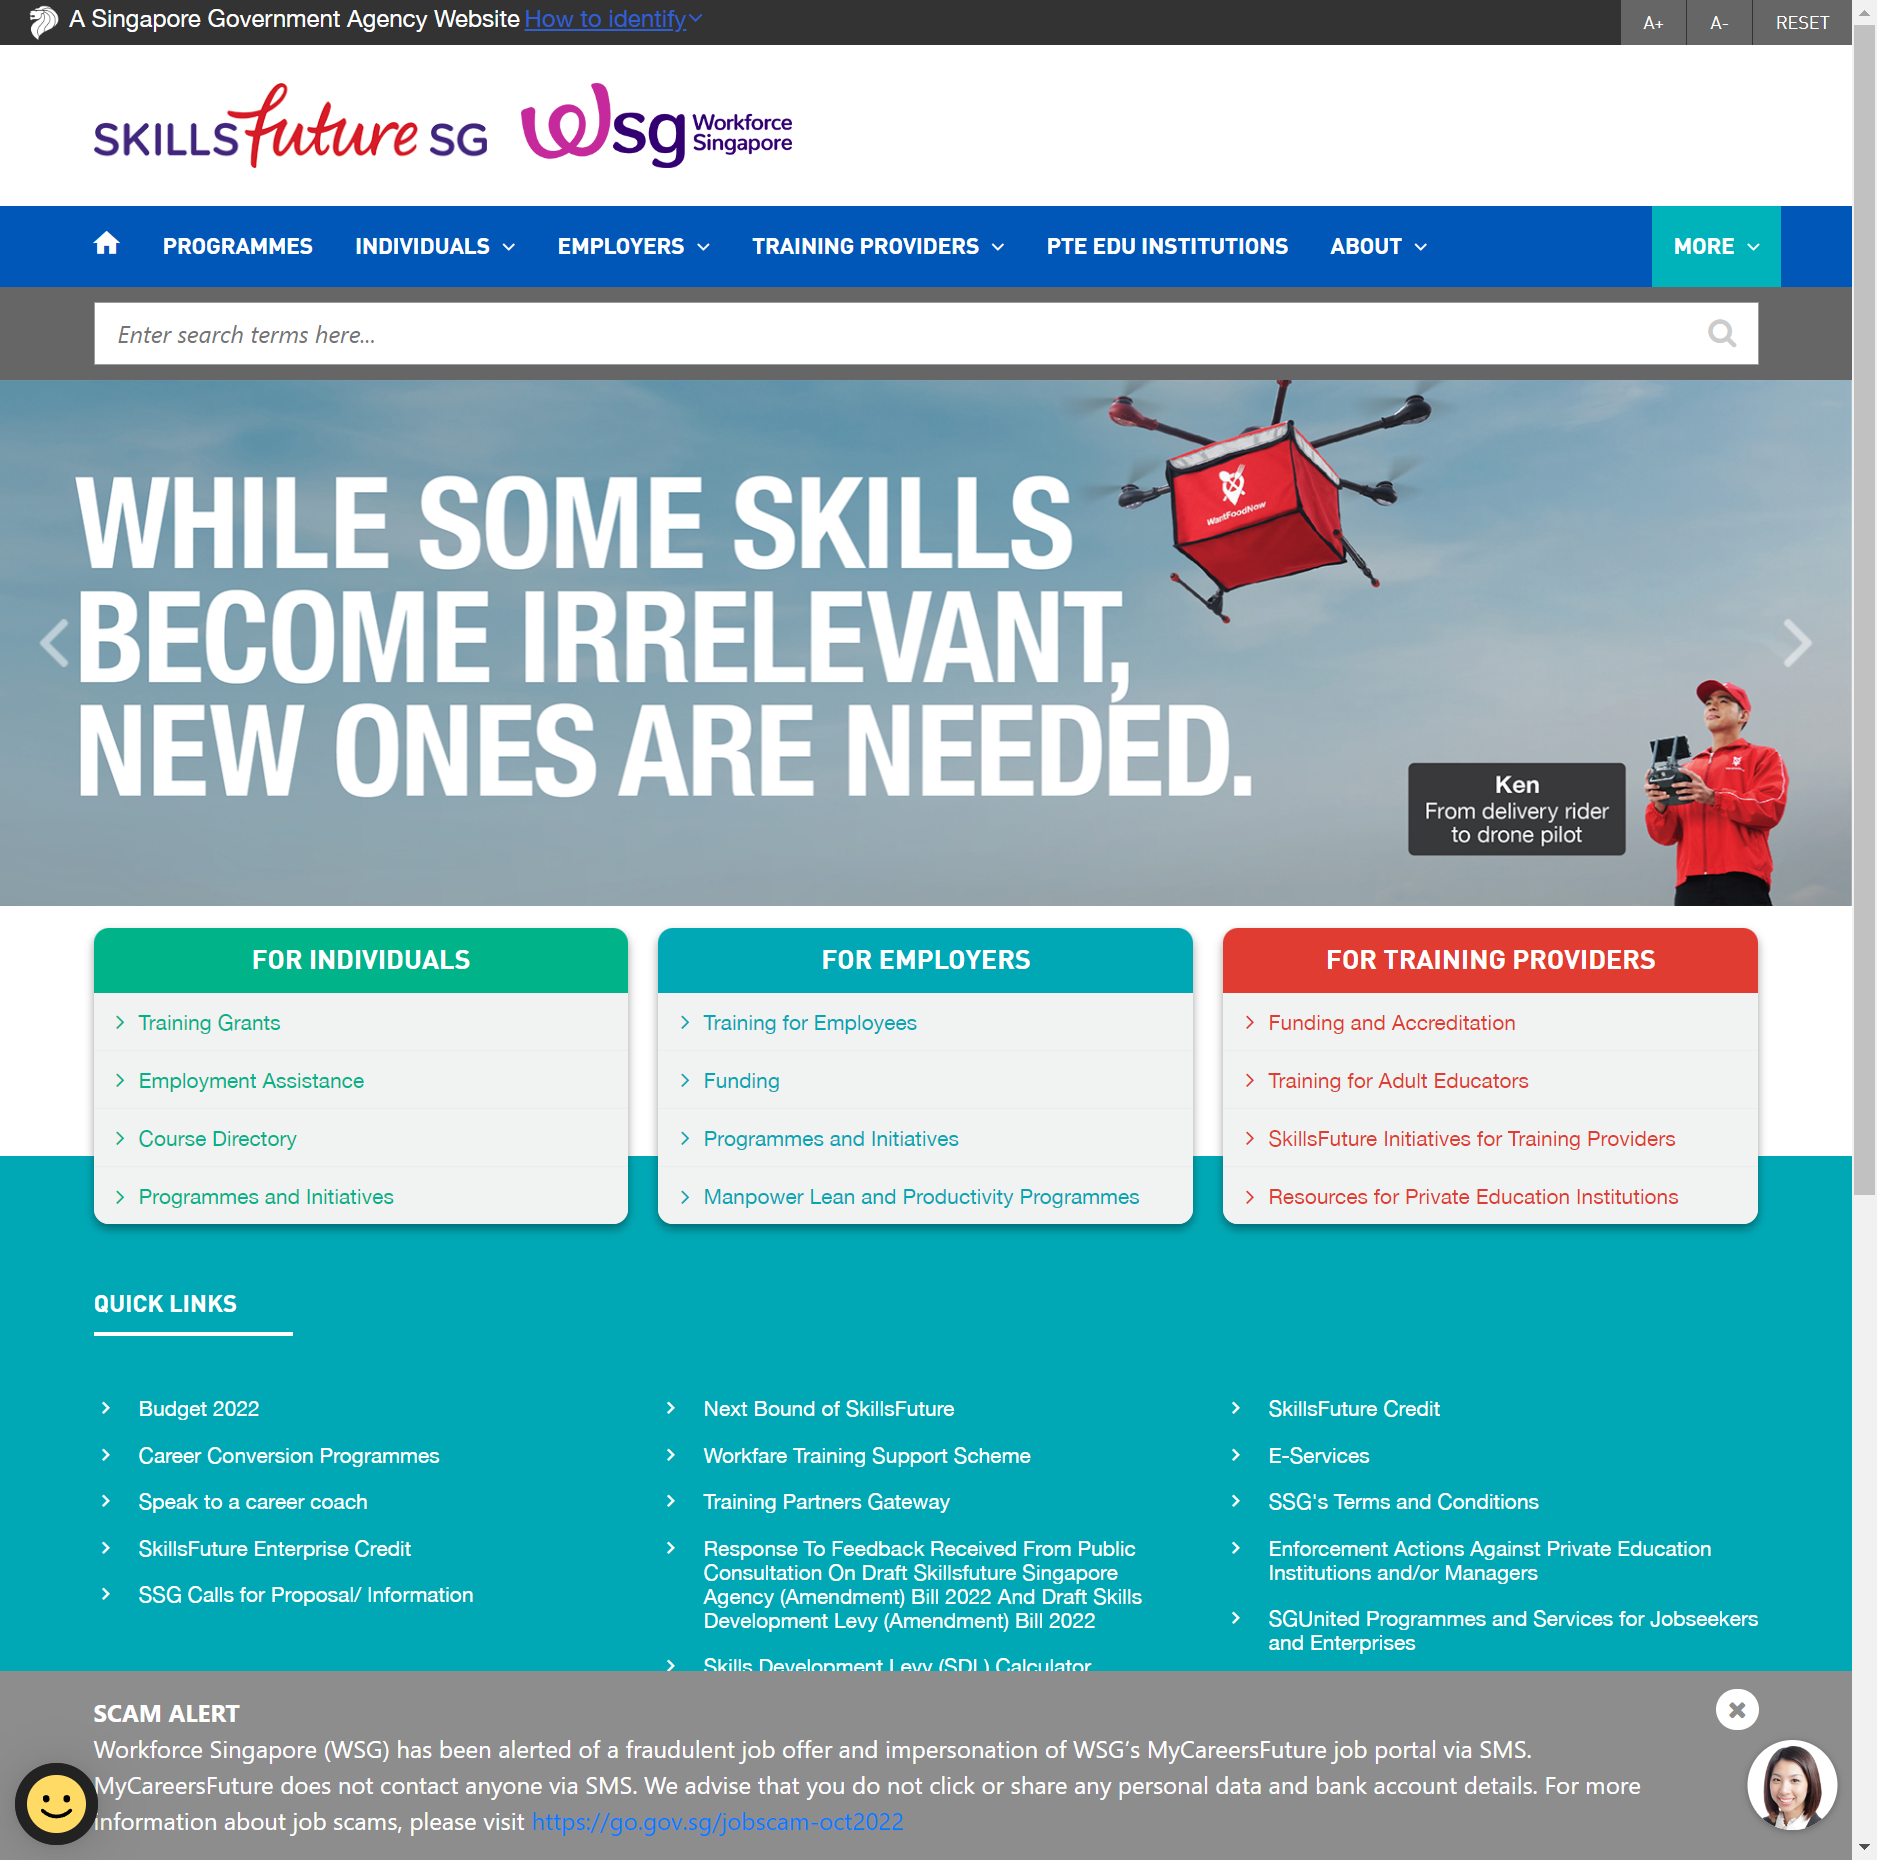 A Singapore Government Agency Website How to identify
A+ A- RESET
SKILLS future SG
wsg Workforce
Singapore
PROGRAMMES INDIVIDUALS EMPLOYERS TRAINING PROVIDERS PTE EDU INSTITUTIONS ABOUT MORE
Enter search terms here...
WantFoodNow
WHILE SOME SKILLS
BECOME IRRELEVANT,
NEW ONES ARE NEEDED.
Ken
From delivery rider
to drone pilot
FOR INDIVIDUALS
Training Grants
Employment Assistance
Course Directory
Programmes and Initiatives
FOR EMPLOYERS
Training for Employees
Funding
Programmes and Initiatives
Manpower Lean and Productivity Programmes
FOR TRAINING PROVIDERS
Funding and Accreditation
Training for Adult Educators
SkillsFuture Initiatives for Training Providers
Resources for Private Education Institutions
QUICK LINKS
Budget 2022
Career Conversion Programmes
Speak to a career coach
SkillsFuture Enterprise Credit
SSG Calls for Proposal/ Information
Next Bound of SkillsFuture
Workfare Training Support Scheme
Training Partners Gateway
Response To Feedback Received From Public
Consultation On Draft Skillsfuture Singapore
Agency (Amendment) Bill 2022 And Draft Skills
Development Levy (Amendment) Bill 2022
Skills Development Levy (SDL) Calculator
SkillsFuture Credit
E-Services
SSG's Terms and Conditions
Enforcement Actions Against Private Education
Institutions and/or Managers
SGUnited Programmes and Services for Jobseekers
and Enterprises
SCAM ALERT
Workforce Singapore (WSG) has been alerted of a fraudulent job offer and impersonation of WSG's MyCareersFuture job portal via SMS.
MyCareersFuture does not contact anyone via SMS. We advise that you do not click or share any personal data and bank account details. For more
information about job scams, please visit https://go.gov.sg/jobscam-oct2022